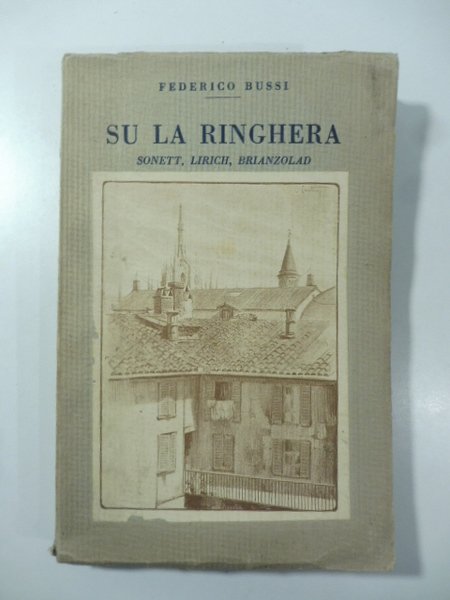 FEDERICO BUSSI
SU LA RINGHERA
SONETT, LIRICH, BRIANZOLAD